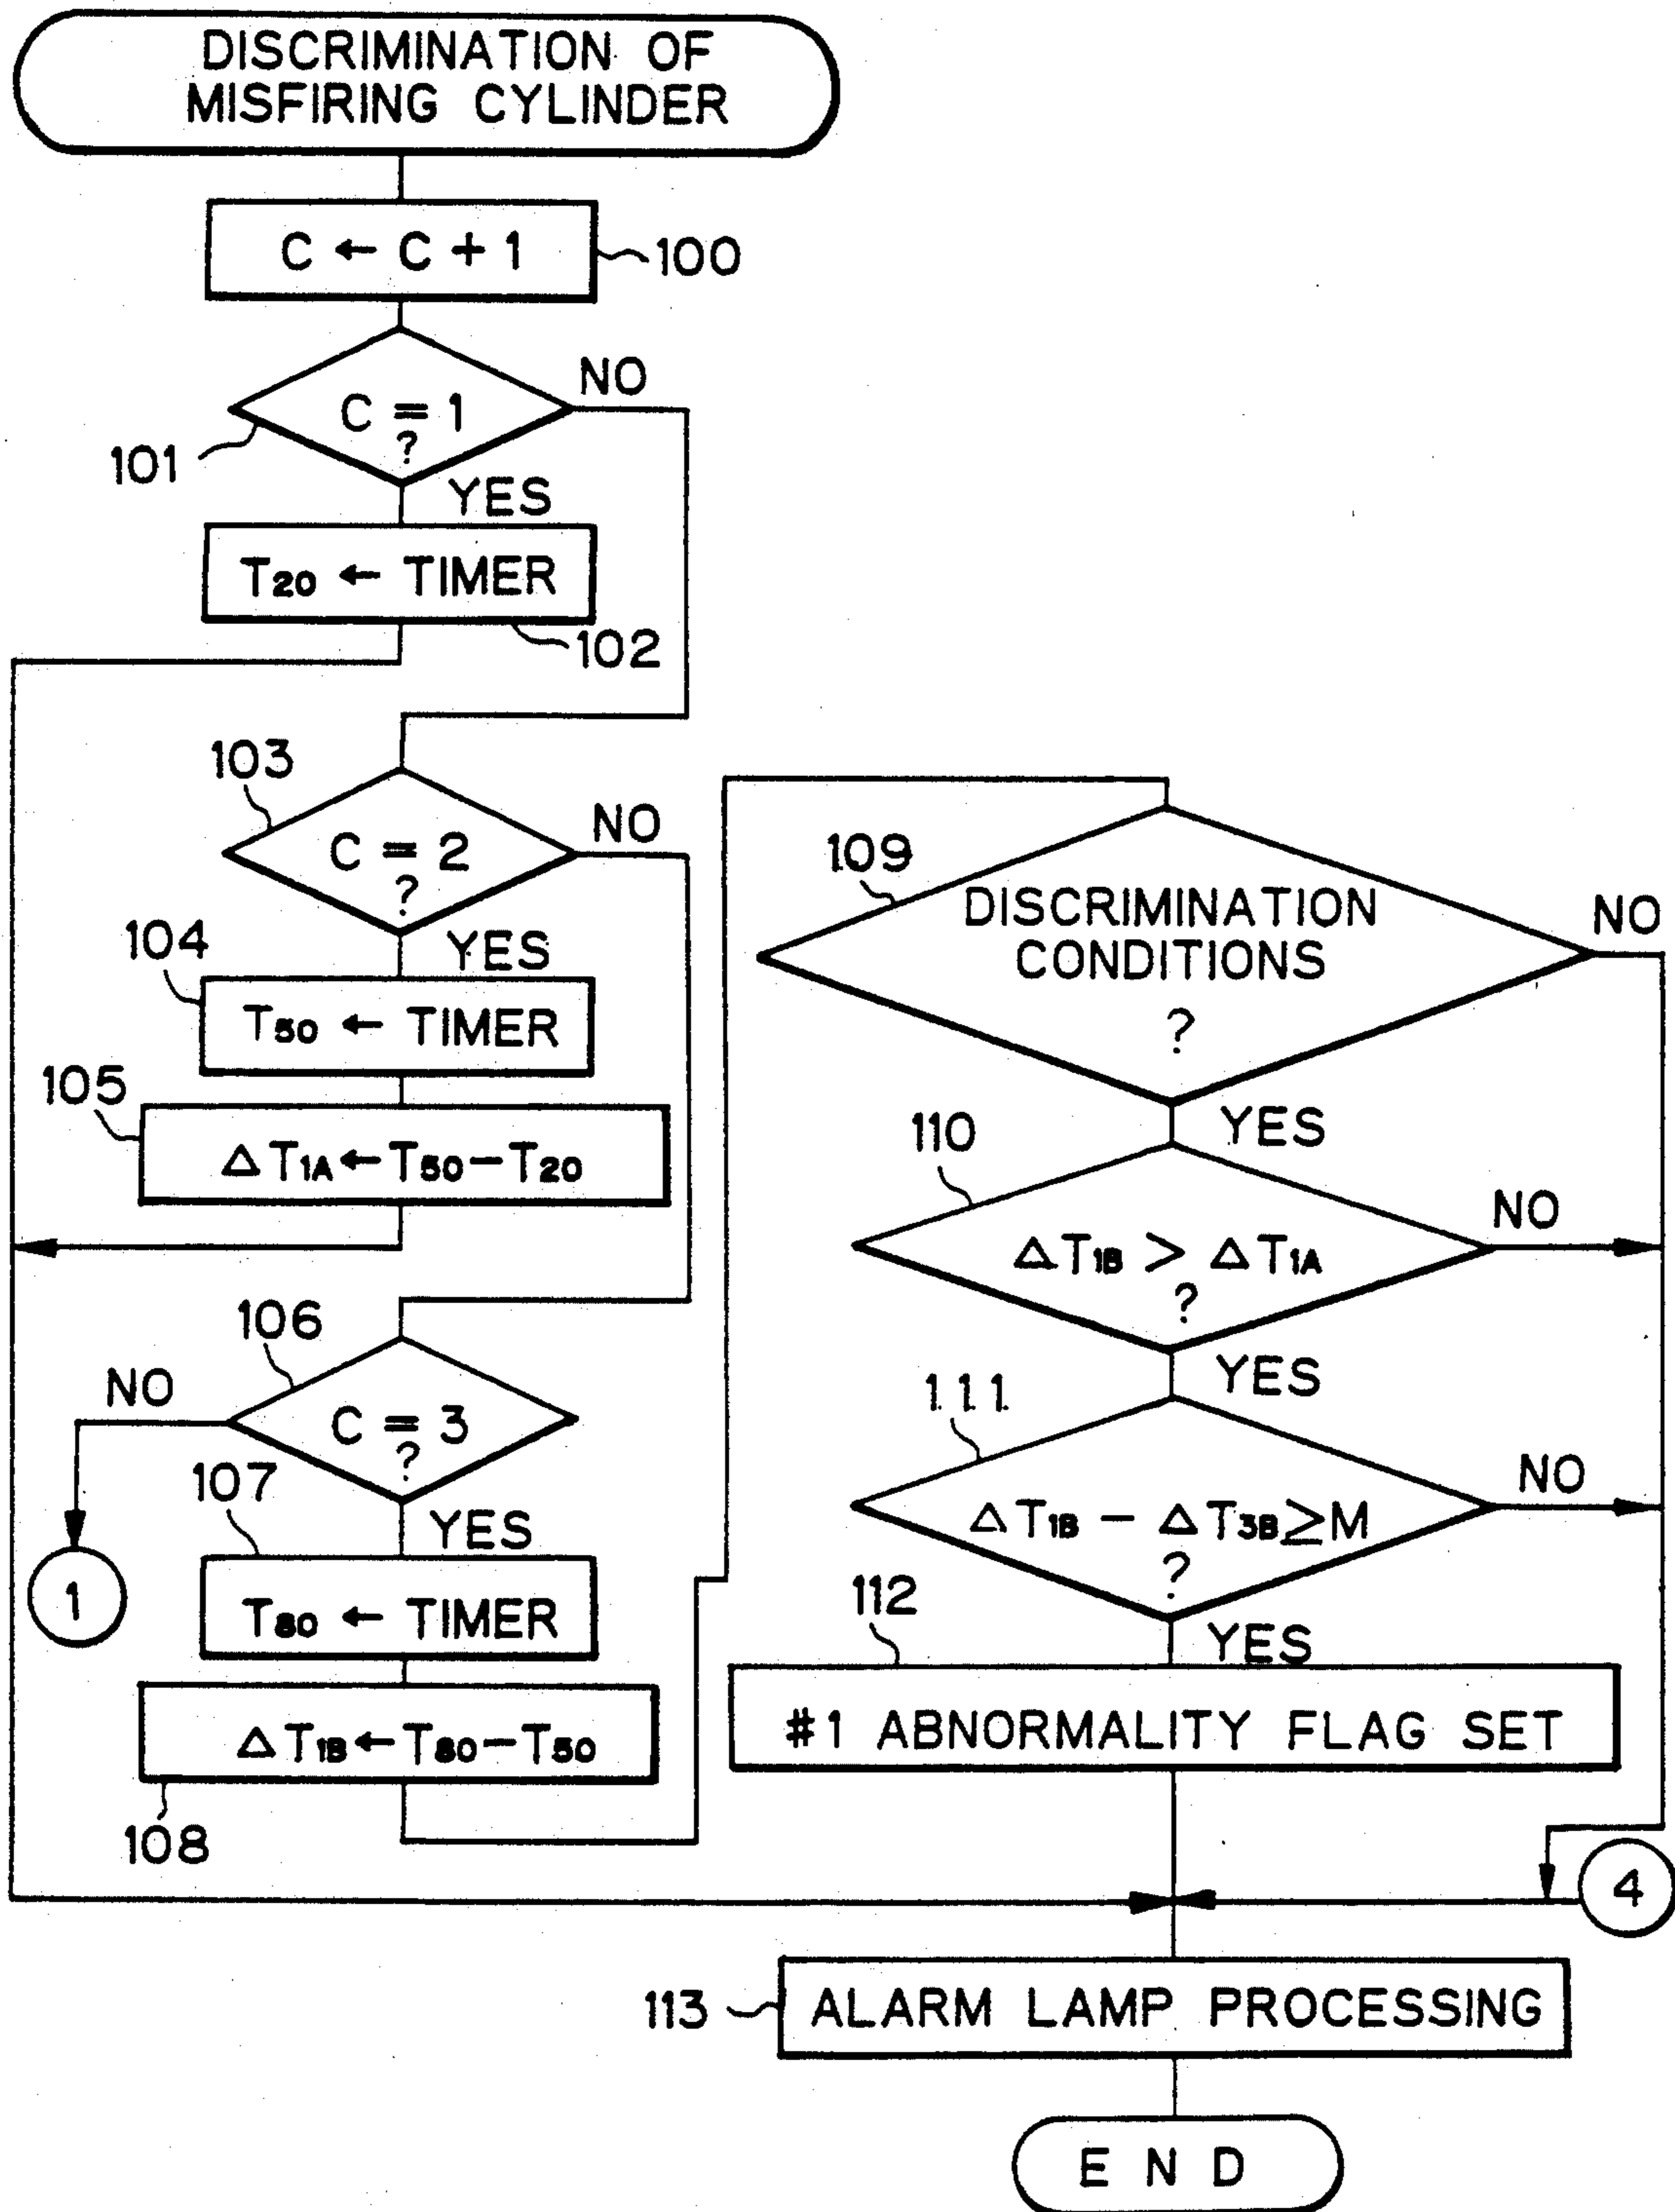 DISCRIMINATION OF
MISFIRING CYLINDER
C ← C + 1
100
C = 1
?
NO
101
YES
T20 ← TIMER
102
103
C = 2
?
NO
104
YES
T50 ← TIMER
105
ΔT1A ← T50 − T20
106
NO
C = 3
?
1
107
YES
T80 ← TIMER
ΔT1B ← T80 − T50
108
109
DISCRIMINATION
CONDITIONS
?
NO
YES
110
ΔT1B > ΔT1A
?
NO
YES
111
ΔT1B − ΔT3B ≥ M
?
NO
112
YES
#1 ABNORMALITY FLAG SET
4
113
ALARM LAMP PROCESSING
END